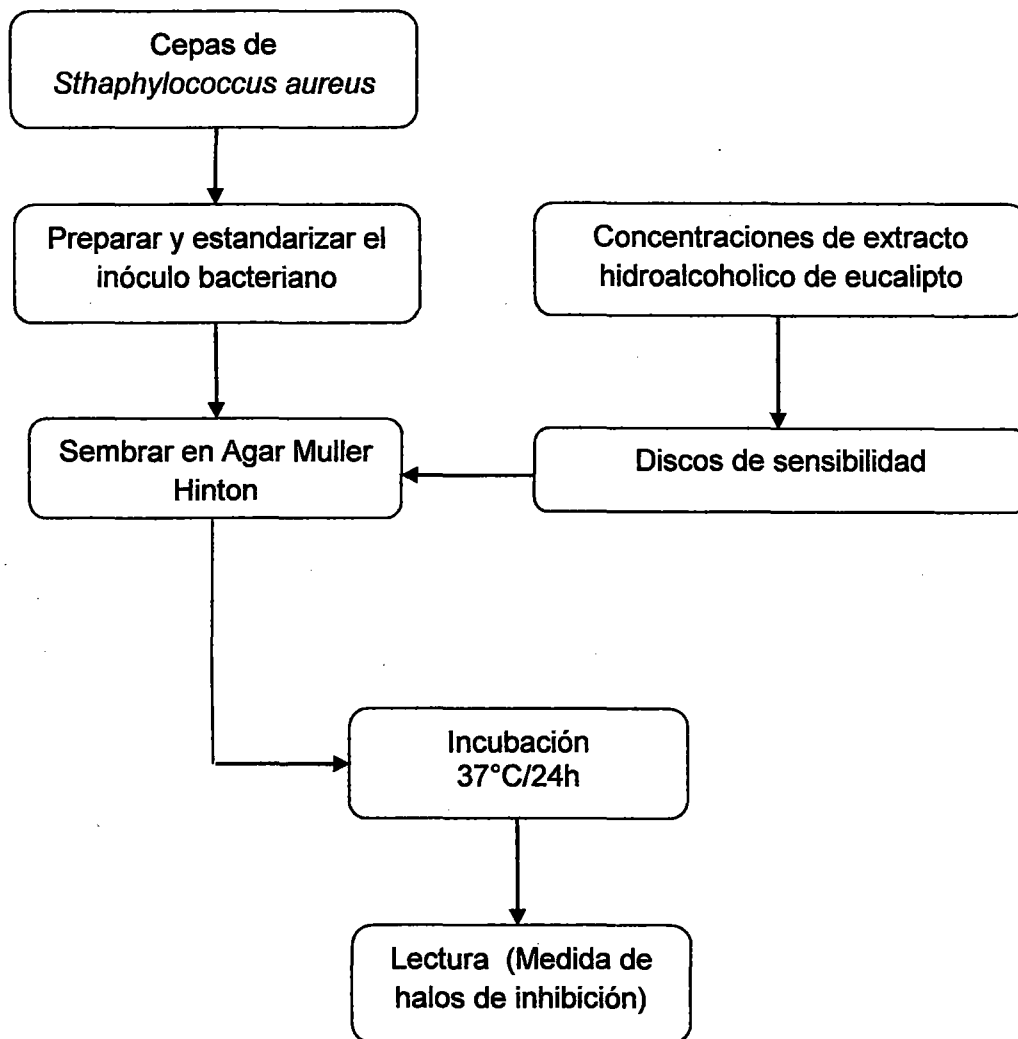 Cepas de
Sthaphylococcus aureus
Preparar y estandarizar el
inóculo bacteriano
Concentraciones de extracto
hidroalcoholico de eucalipto
Sembrar en Agar Muller
Hinton
Discos de sensibilidad
Incubación
37°C/24h
Lectura (Medida de
halos de inhibición)